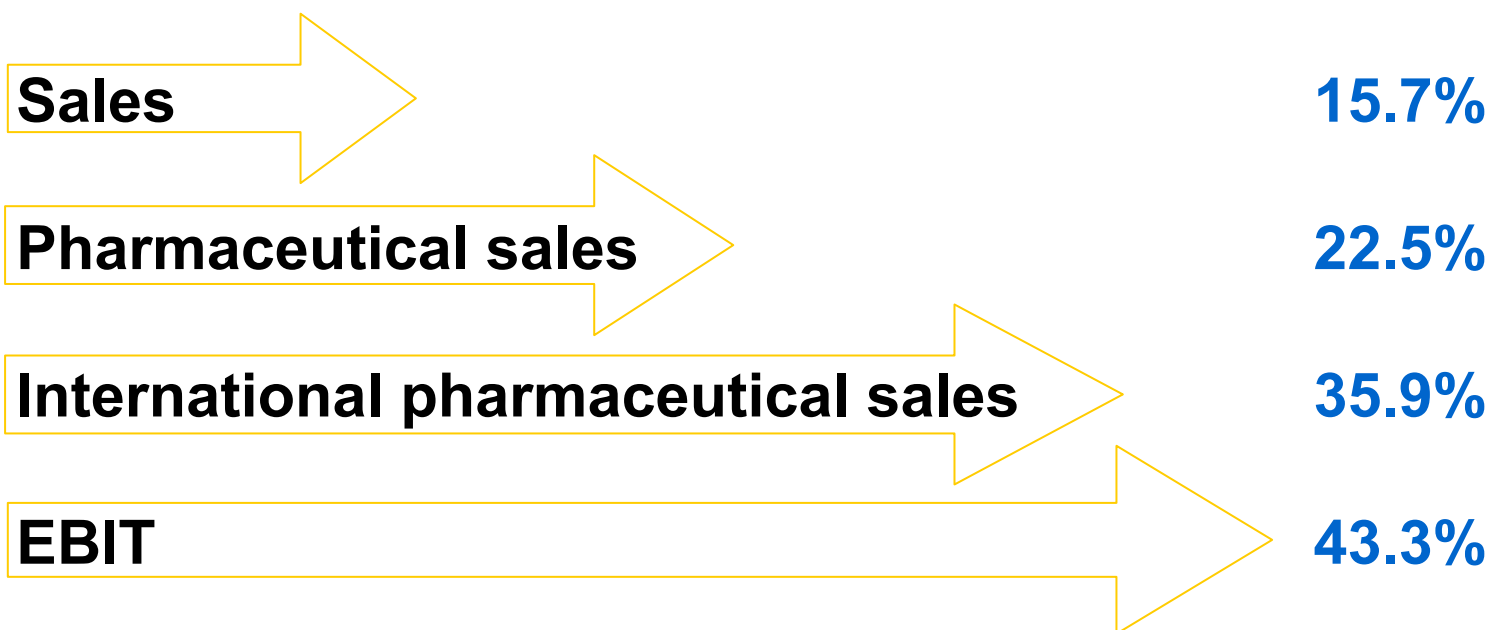 Sales 15.7%
Pharmaceutical sales 22.5%
International pharmaceutical sales 35.9%
EBIT 43.3%